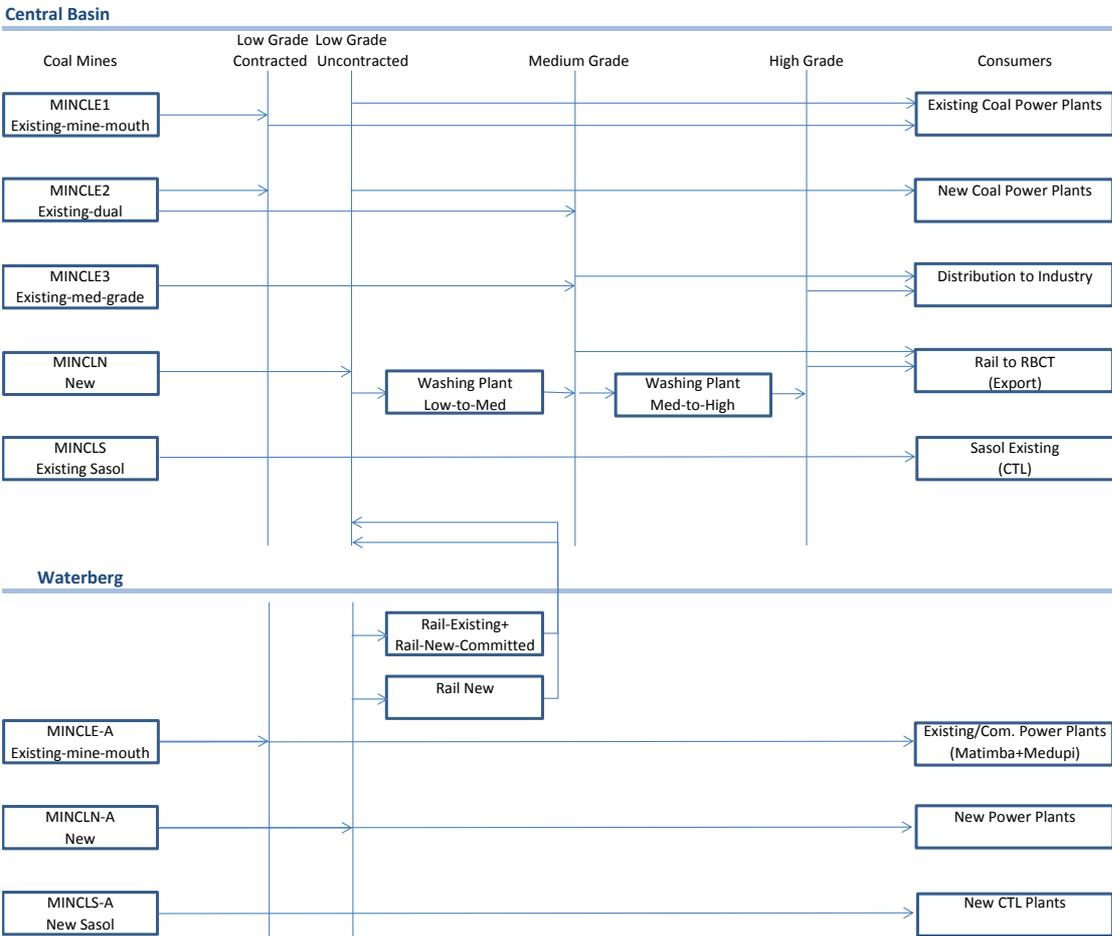 Central Basin
Low Grade Low Grade
Coal Mines Contracted Uncontracted Medium Grade High Grade Consumers
MINCLE1
Existing-mine-mouth
Existing Coal Power Plants
MINCLE2
Existing-dual
New Coal Power Plants
MINCLE3
Existing-med-grade
Distribution to Industry
MINCLN
New
Washing Plant
Low-to-Med
Washing Plant
Med-to-High
Rail to RBCT
(Export)
MINCLS
Existing Sasol
Sasol Existing
(CTL)
Waterberg
Rail-Existing+
Rail-New-Committed
Rail New
MINCLE-A
Existing-mine-mouth
Existing/Com. Power Plants
(Matimba+Medupi)
MINCLN-A
New
New Power Plants
MINCLS-A
New Sasol
New CTL Plants